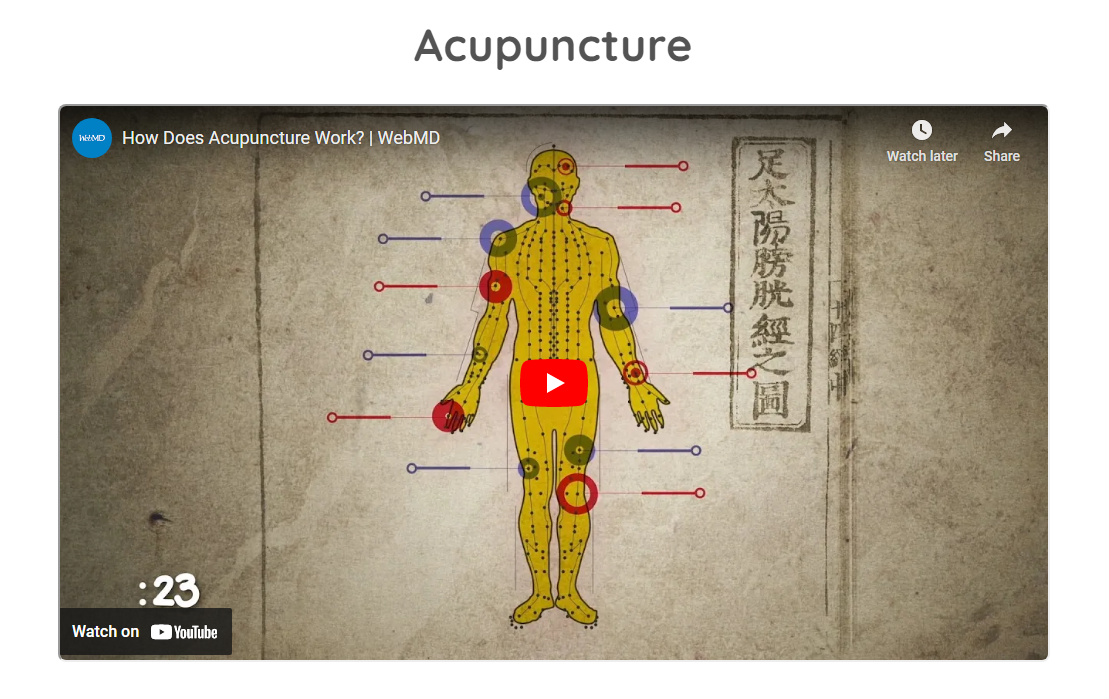 Acupuncture
WebMD
How Does Acupuncture Work? | WebMD
Watch later
Share
足太陽膀胱經之圖
:23
Watch on YouTube